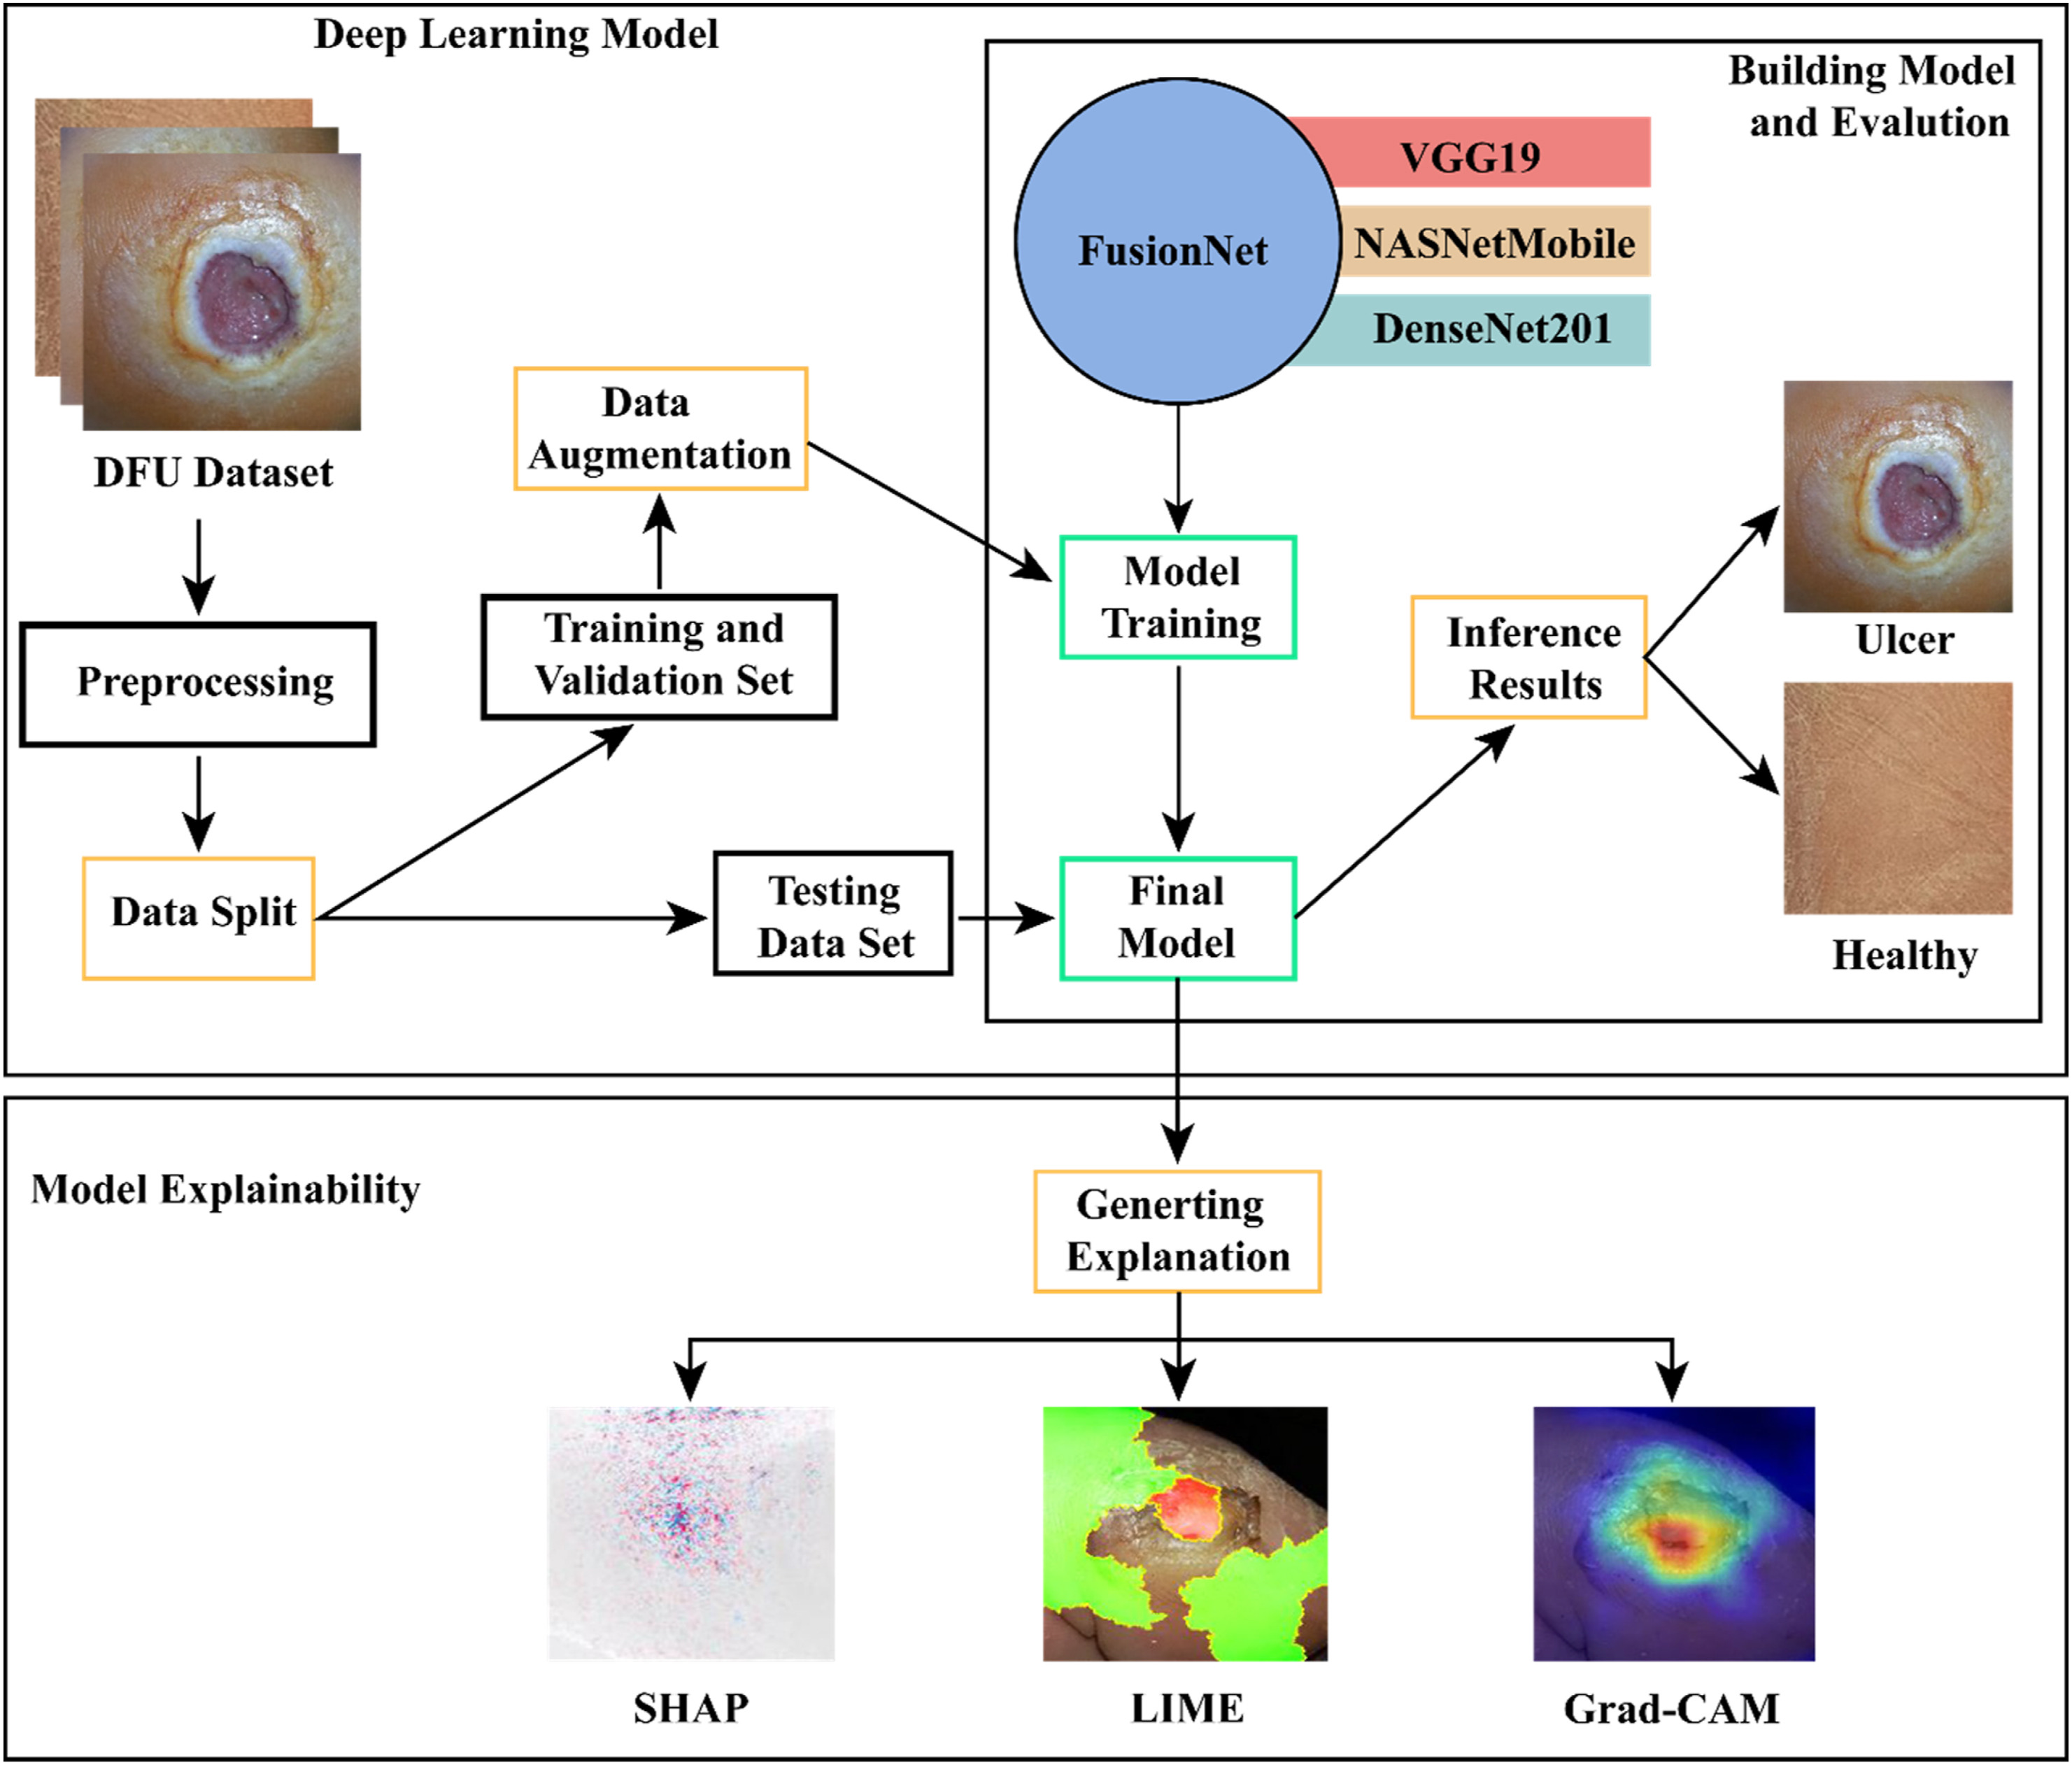 Deep Learning Model
Building Model
and Evalution
VGG19
NASNetMobile
DenseNet201
FusionNet
DFU Dataset
Data
Augmentation
Preprocessing
Training and
Validation Set
Model
Training
Inference
Results
Ulcer
Data Split
Testing
Data Set
Final
Model
Healthy
Model Explainability
Generting
Explanation
SHAP
LIME
Grad-CAM